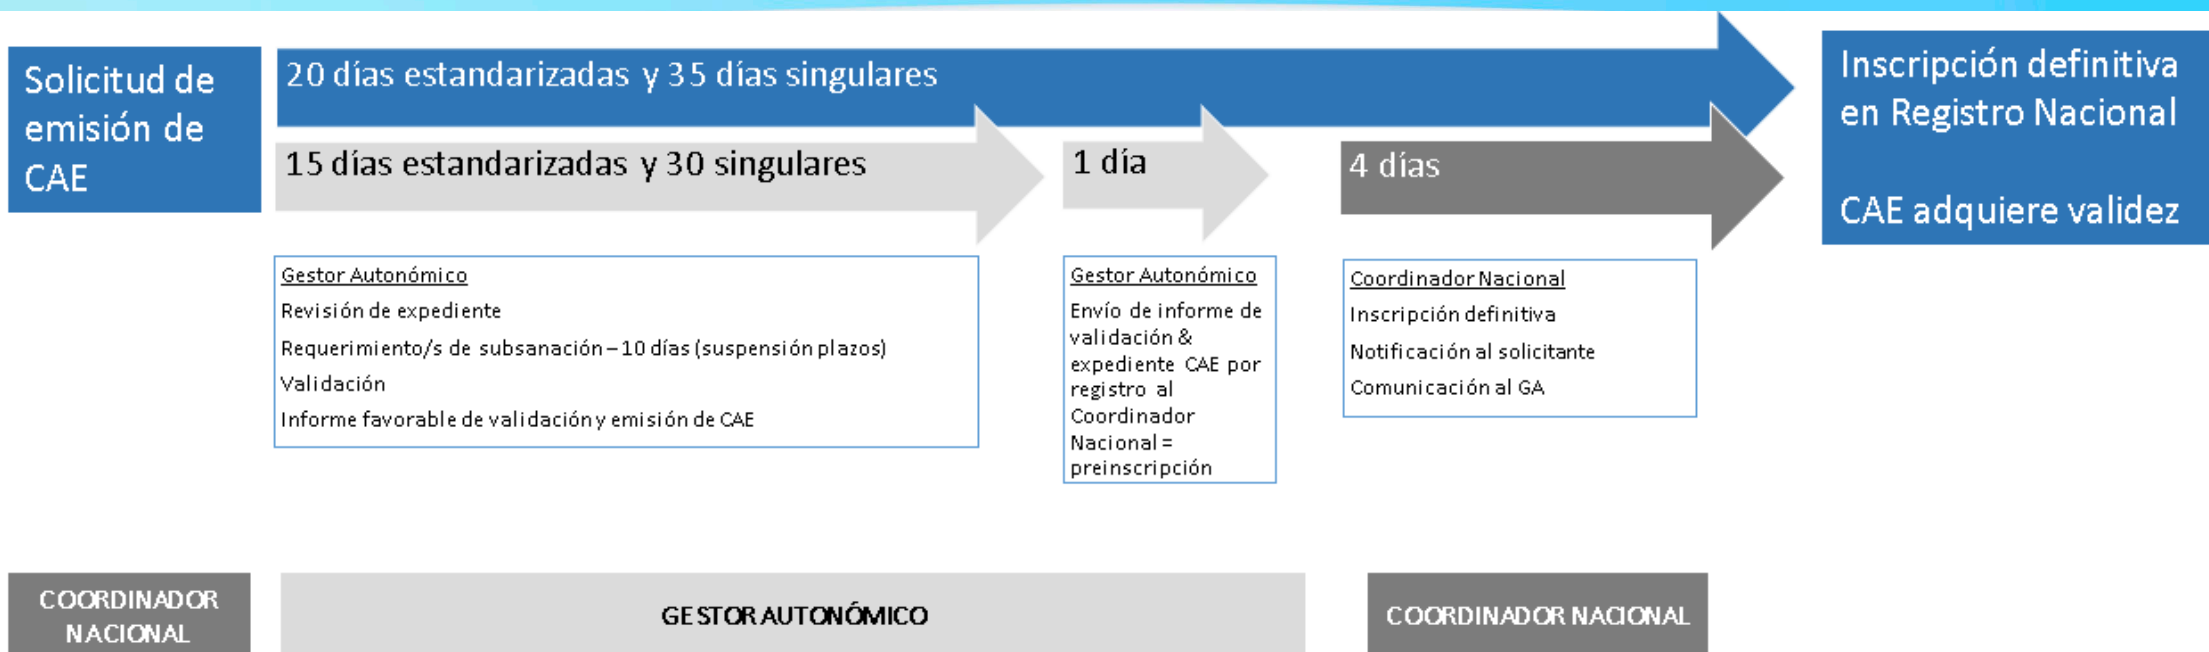 Solicitud de
emisión de
CAE
20 días estandarizadas y 35 días singulares
15 días estandarizadas y 30 singulares
1 día
4 días
Inscripción definitiva
en Registro Nacional
CAE adquiere validez
Gestor Autonómico
Revisión de expediente
Requerimiento/s de subsanación – 10 días (suspensión plazos)
Validación
Informe favorable de validación y emisión de CAE
Gestor Autonómico
Envío de informe de
validación &
expediente CAE por
registro al
Coordinador
Nacional =
preinscripción
Coordinador Nacional
Inscripción definitiva
Notificación al solicitante
Comunicación al GA
COORDINADOR
NACIONAL
GESTOR AUTONÓMICO
COORDINADOR NACIONAL